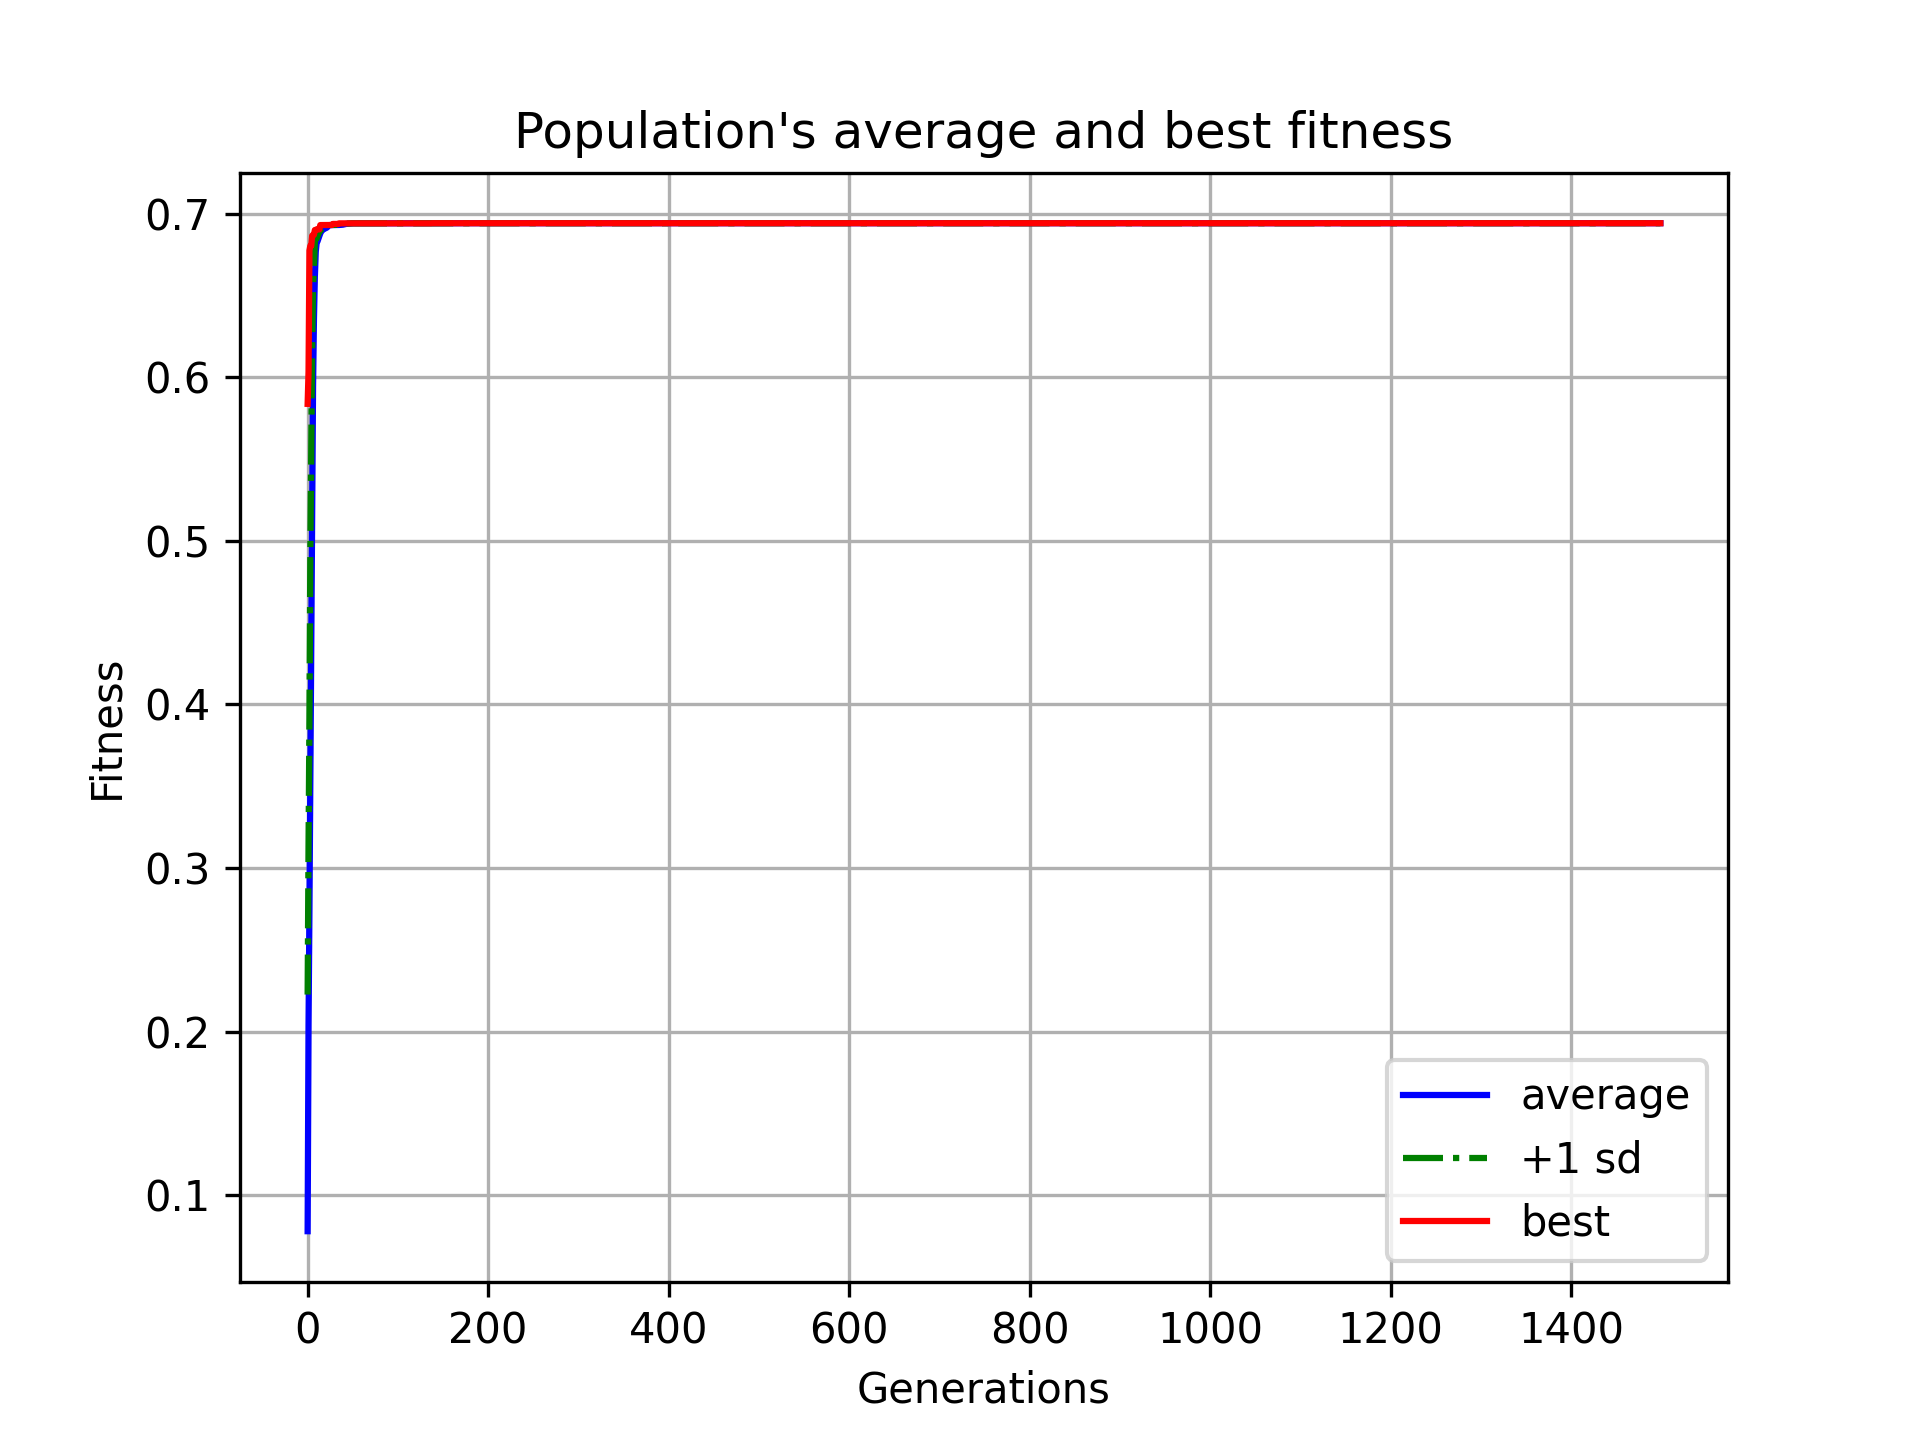 Population's average and best fitness
0.7
0.6
0.5
0.4
0.3
0.2
0.1
Fitness
average
+1 sd
best
0 200 400 600 800 1000 1200 1400
Generations